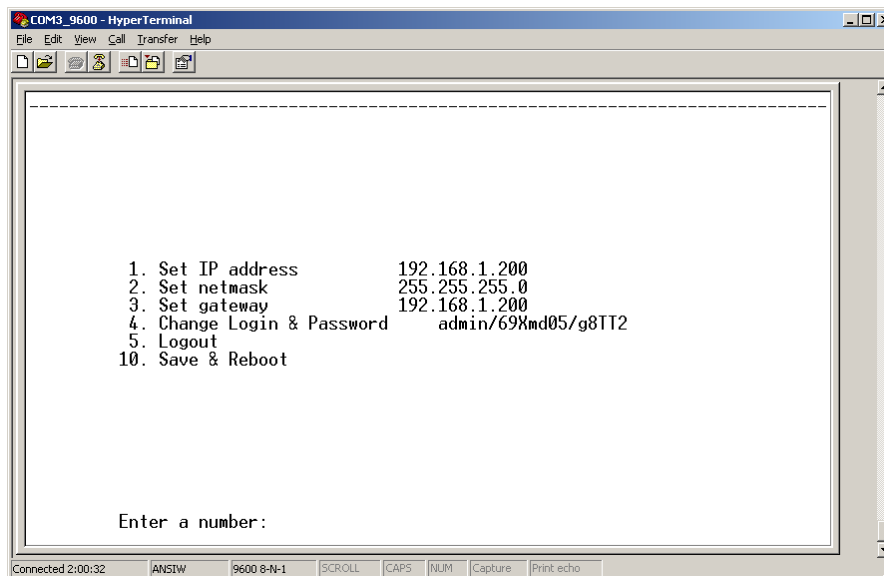 COM3_9600 - HyperTerminal
File Edit View Call Transfer Help
1. Set IP address 192.168.1.200
2. Set netmask 255.255.255.0
3. Set gateway 192.168.1.200
4. Change Login & Password admin/69Xmd05/g8TT2
5. Logout
10. Save & Reboot
Enter a number:
Connected 2:00:32 ANSIW 9600 8-N-1 SCROLL CAPS NUM Capture Print echo